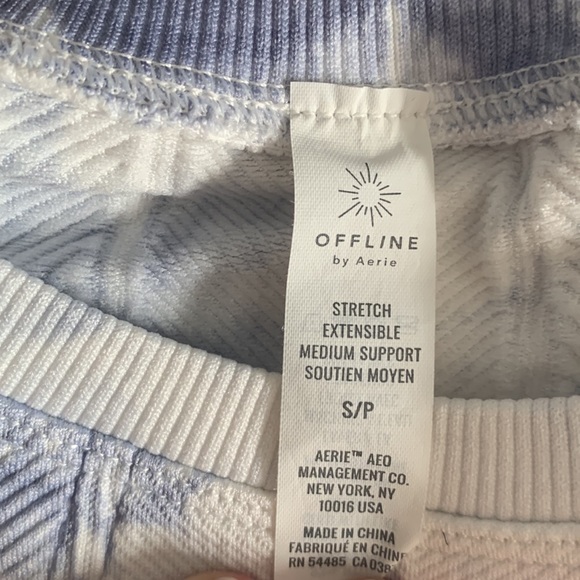 OFFLINE
by Aerie
STRETCH
EXTENSIBLE
MEDIUM SUPPORT
SOUTIEN MOYEN
S/P
AERIE™ AEO
MANAGEMENT CO.
NEW YORK, NY
10016 USA
MADE IN CHINA
FABRIQUÉ EN CHINE
RN 54485 CA